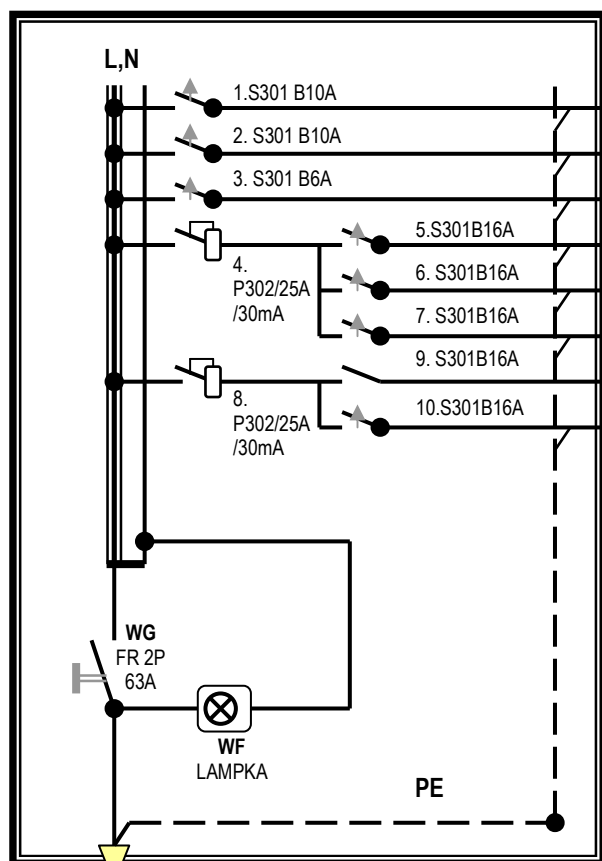 L,N
1.S301 B10A
2. S301 B10A
3. S301 B6A
4.
P302/25A
/30mA
5.S301B16A
6. S301B16A
7. S301B16A
8.
P302/25A
/30mA
9. S301B16A
10.S301B16A
WG
FR 2P
63A
WF
LAMPKA
PE